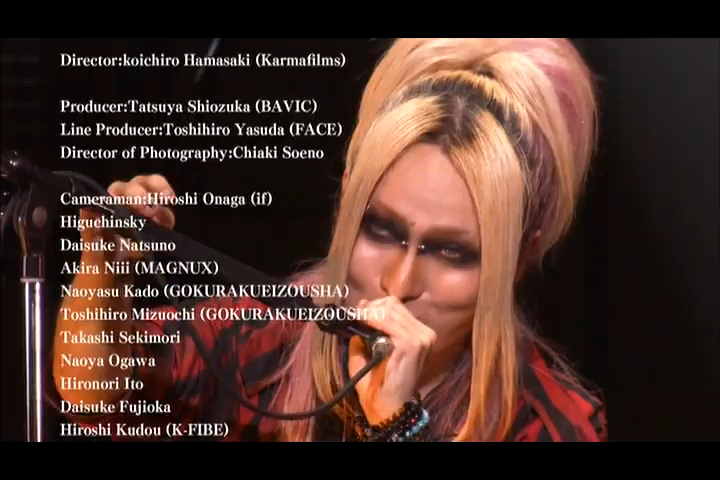 Director:koichiro Hamasaki (Karmafilms)
Producer:Tatsuya Shiozuka (BAVIC)
Line Producer:Toshihiro Yasuda (FACE)
Director of Photography:Chiaki Soeno
Cameraman:Hiroshi Onaga (if)
Higuchinsky
Daisuke Natsuno
Akira Niii (MAGNUX)
Naoyasu Kado (GOKURAKUEIZOUSHA)
Toshihiro Mizuochi (GOKURAKUEIZOUSHA)
Takashi Sekimori
Naoya Ogawa
Hironori Ito
Daisuke Fujioka
Hiroshi Kudou (K-FIBE)